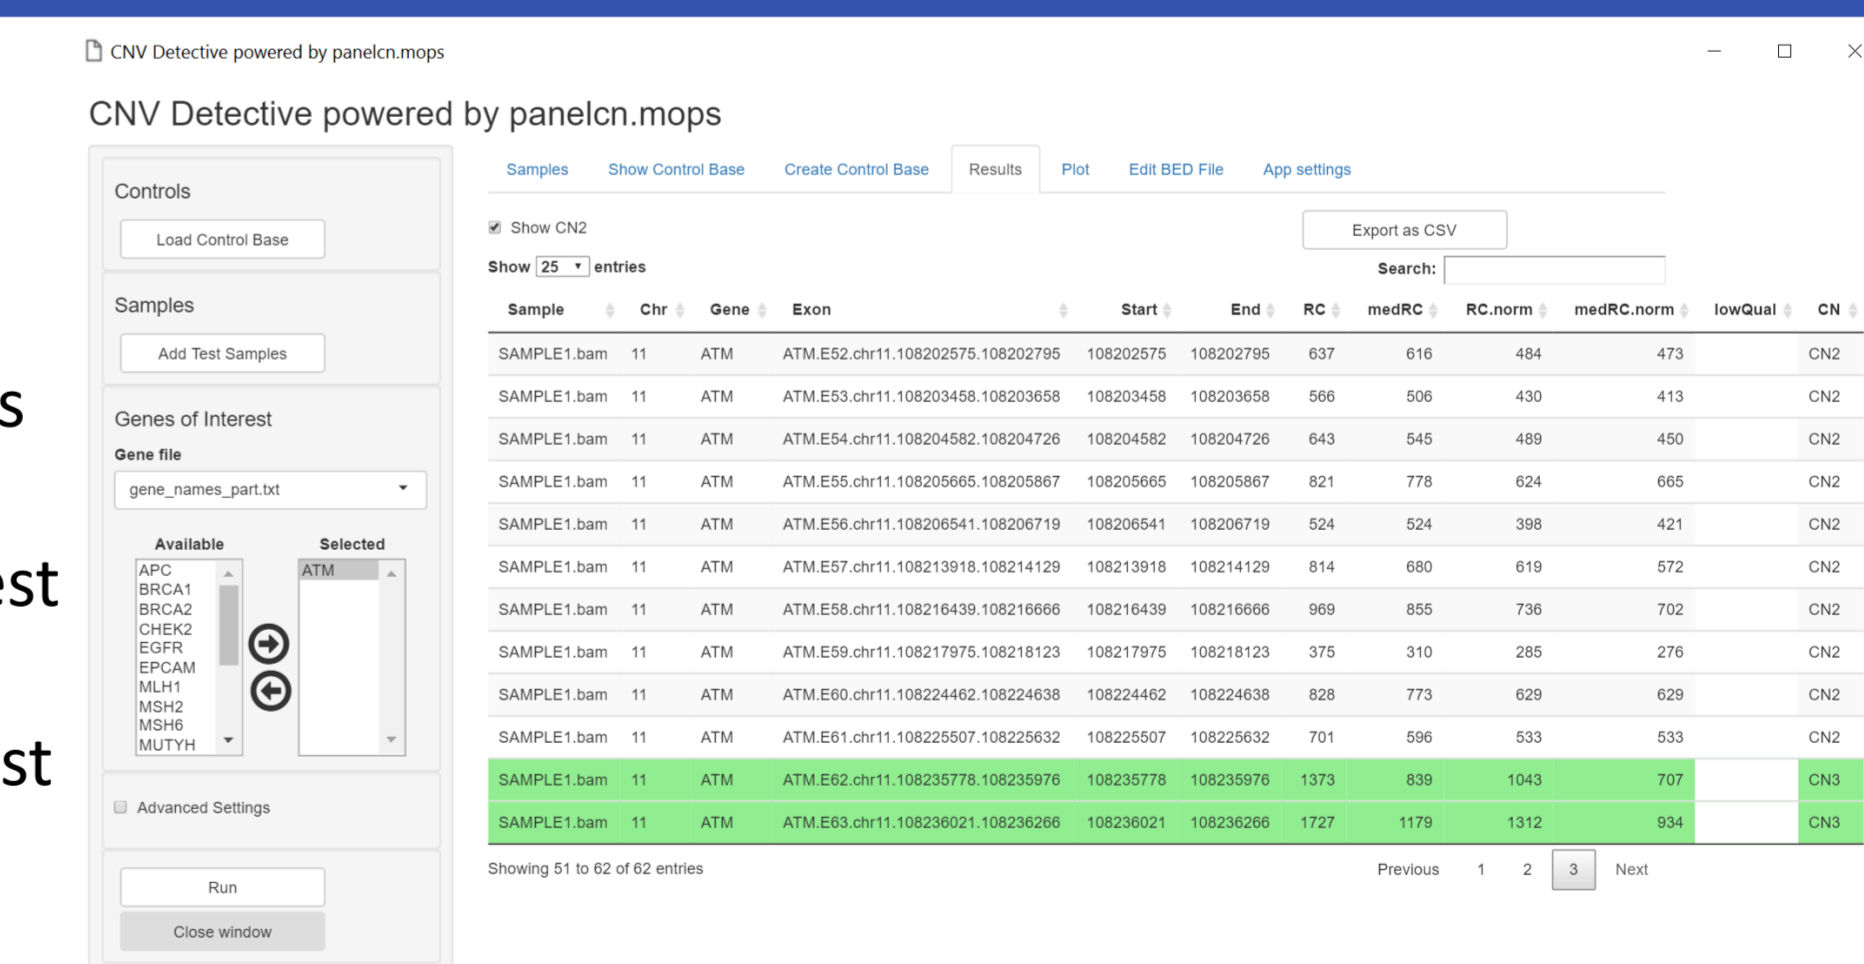 CNV Detective powered by panelcn.mops
CNV Detective powered by panelcn.mops
Controls
Load Control Base
Samples
Add Test Samples
Genes of Interest
Gene file
gene_names_part.txt
Available Selected
APC ATM
BRCA1
BRCA2
CHEK2
EGFR
EPCAM
MLH1
MSH2
MSH6
MUTYH
Advanced Settings
Run
Close window
s
est
st
Samples Show Control Base Create Control Base Results Plot Edit BED File App settings
Show CN2 Export as CSV
Show 25 entries Search:
Sample Chr Gene Exon Start End RC medRC RC.norm medRC.norm lowQual CN
SAMPLE1.bam 11 ATM ATM.E52.chr11.108202575.108202795 108202575 108202795 637 616 484 473 CN2
SAMPLE1.bam 11 ATM ATM.E53.chr11.108203458.108203658 108203458 108203658 566 506 430 413 CN2
SAMPLE1.bam 11 ATM ATM.E54.chr11.108204582.108204726 108204582 108204726 643 545 489 450 CN2
SAMPLE1.bam 11 ATM ATM.E55.chr11.108205665.108205867 108205665 108205867 821 778 624 665 CN2
SAMPLE1.bam 11 ATM ATM.E56.chr11.108206541.108206719 108206541 108206719 524 524 398 421 CN2
SAMPLE1.bam 11 ATM ATM.E57.chr11.108213918.108214129 108213918 108214129 814 680 619 572 CN2
SAMPLE1.bam 11 ATM ATM.E58.chr11.108216439.108216666 108216439 108216666 969 855 736 702 CN2
SAMPLE1.bam 11 ATM ATM.E59.chr11.108217975.108218123 108217975 108218123 375 310 285 276 CN2
SAMPLE1.bam 11 ATM ATM.E60.chr11.108224462.108224638 108224462 108224638 828 773 629 629 CN2
SAMPLE1.bam 11 ATM ATM.E61.chr11.108225507.108225632 108225507 108225632 701 596 533 533 CN2
SAMPLE1.bam 11 ATM ATM.E62.chr11.108235778.108235976 108235778 108235976 1373 839 1043 707 CN3
SAMPLE1.bam 11 ATM ATM.E63.chr11.108236021.108236266 108236021 108236266 1727 1179 1312 934 CN3
Showing 51 to 62 of 62 entries Previous 1 2 3 Next